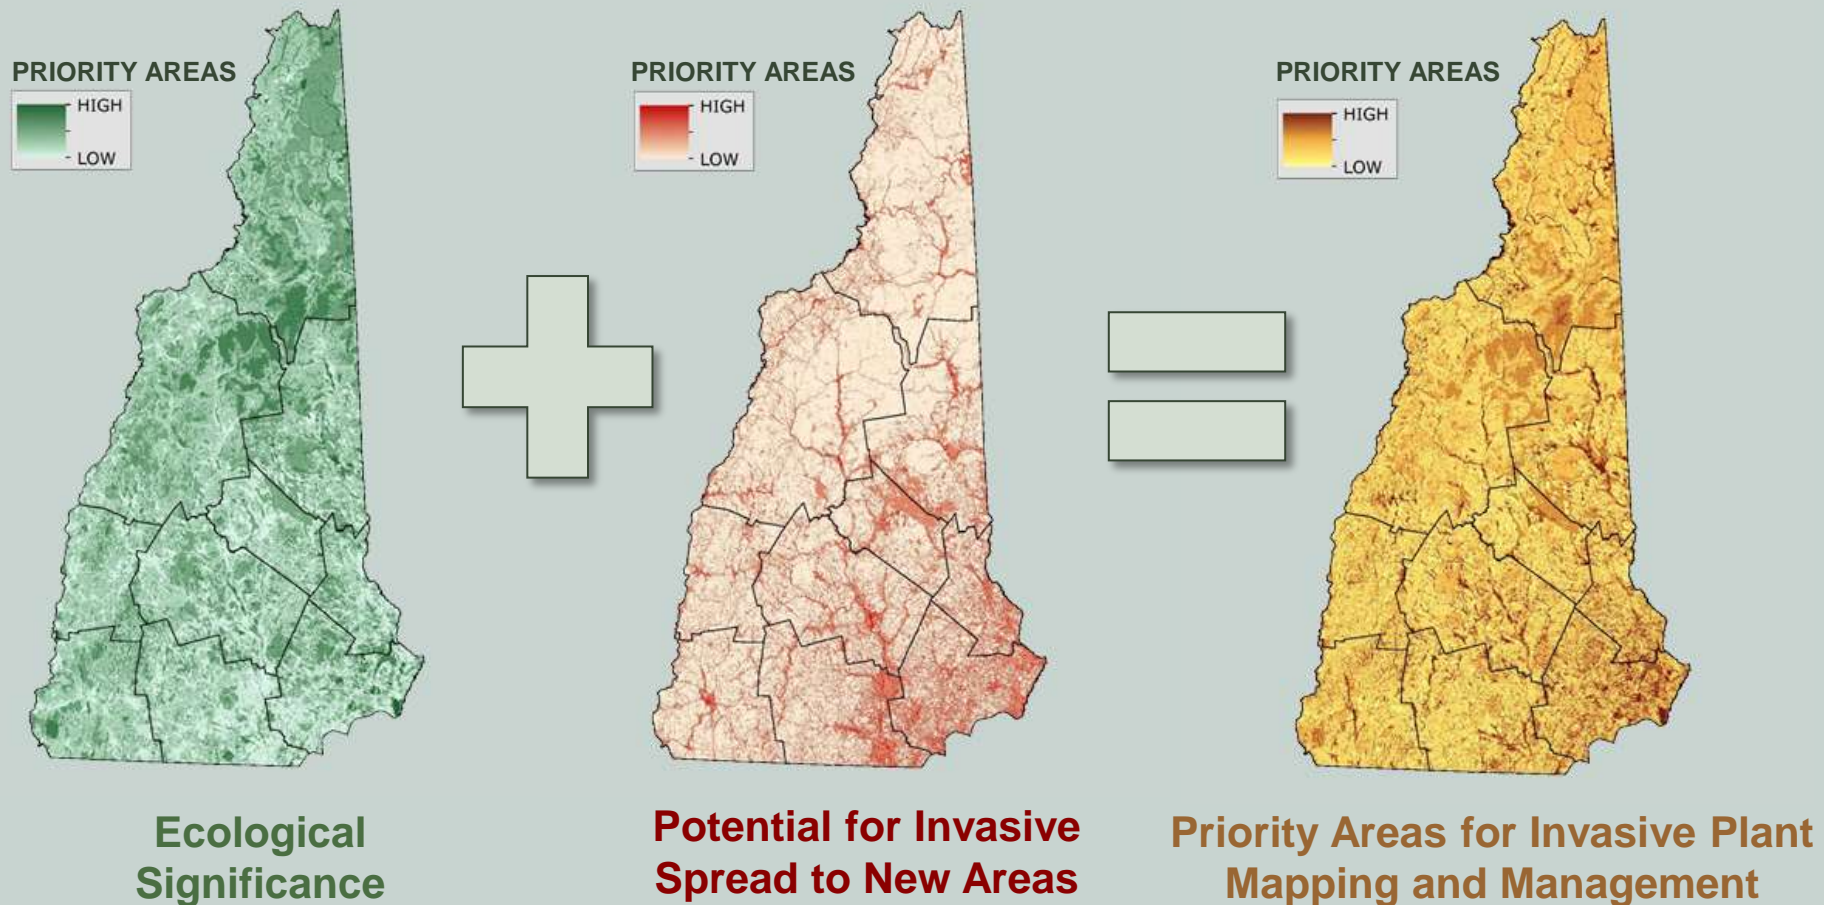 PRIORITY AREAS
HIGH
LOW
PRIORITY AREAS
HIGH
LOW
PRIORITY AREAS
HIGH
LOW
Ecological
Significance
Potential for Invasive
Spread to New Areas
Priority Areas for Invasive Plant
Mapping and Management